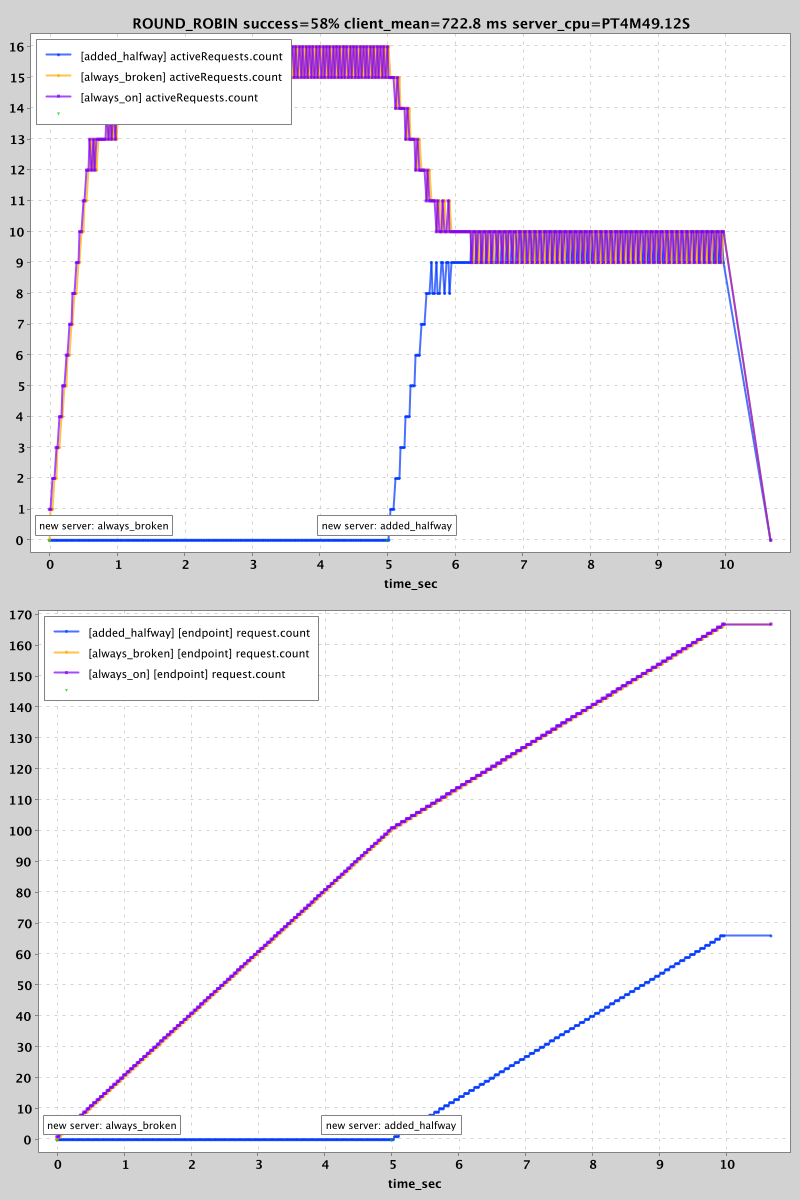 ROUND_ROBIN success=58% client_mean=722.8 ms server_cpu=PT4M49.12S
16
15
14
13
12
11
10
9
8
7
6
5
4
3
2
1
0
[added_halfway] activeRequests.count
[always_broken] activeRequests.count
[always_on] activeRequests.count
new server: always_broken
new server: added_halfway
0 1 2 3 4 5 6 7 8 9 10
time_sec
170
160
150
140
130
120
110
100
90
80
70
60
50
40
30
20
10
0
[added_halfway] [endpoint] request.count
[always_broken] [endpoint] request.count
[always_on] [endpoint] request.count
new server: always_broken
new server: added_halfway
0 1 2 3 4 5 6 7 8 9 10
time_sec